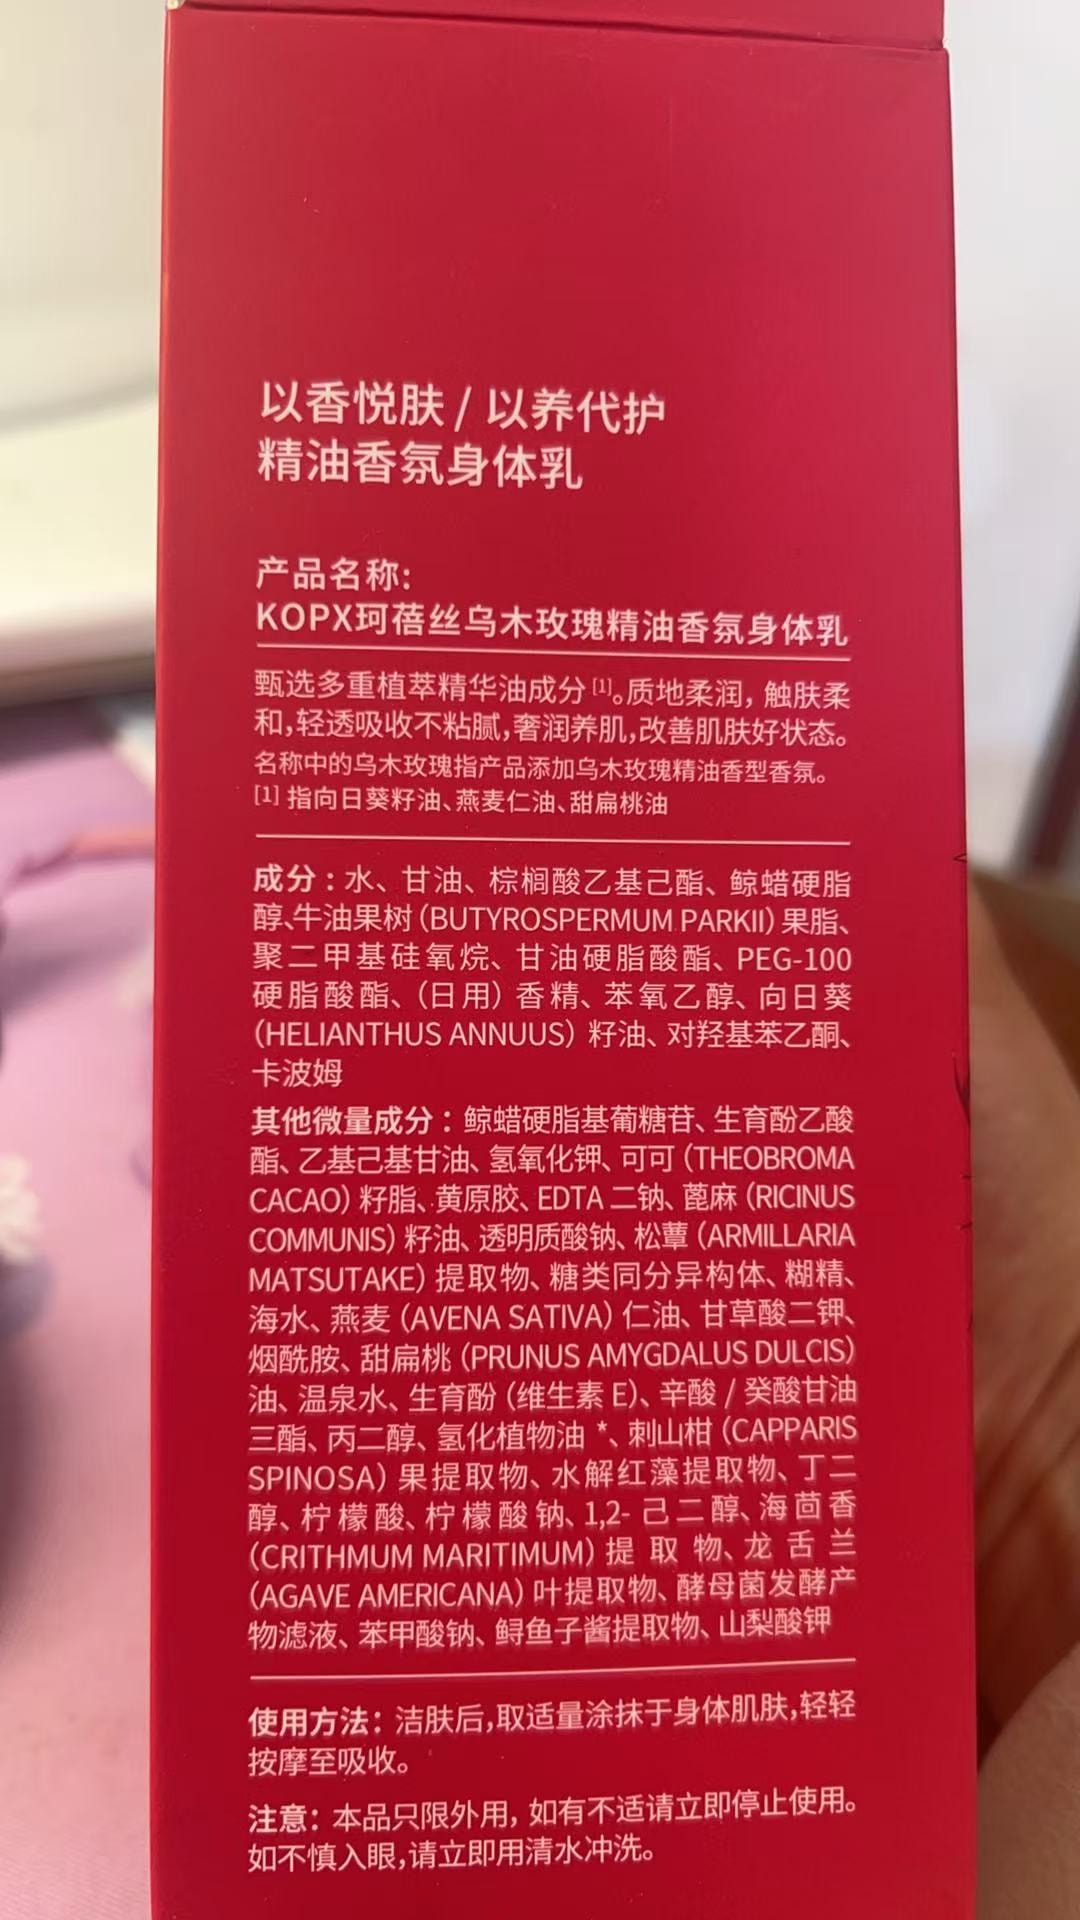 以香悦肤 / 以养代护
精油香氛身体乳
产品名称:
KOPX珂蓓丝乌木玫瑰精油香氛身体乳
甄选多重植萃精华油成分[1]。质地柔润，触肤柔
和，轻透吸收不粘腻，奢润养肌，改善肌肤好状态。
名称中的乌木玫瑰指产品添加乌木玫瑰精油香型香氛。
[1] 指向日葵籽油、燕麦仁油、甜扁桃油
成分：水、甘油、棕榈酸乙基己酯、鲸蜡硬脂
醇、牛油果树（BUTYROSPERMUM PARKII）果脂、
聚二甲基硅氧烷、甘油硬脂酸酯、PEG-100
硬脂酸酯、（日用）香精、苯氧乙醇、向日葵
（HELIANTHUS ANNUUS）籽油、对羟基苯乙酮、
卡波姆
其他微量成分：鲸蜡硬脂基葡糖苷、生育酚乙酸
酯、乙基己基甘油、氢氧化钾、可可（THEOBROMA
CACAO）籽脂、黄原胶、EDTA 二钠、蓖麻（RICINUS
COMMUNIS）籽油、透明质酸钠、松蕈（ARMILLARIA
MATSUTAKE）提取物、糖类同分异构体、糊精、
海水、燕麦（AVENA SATIVA）仁油、甘草酸二钾、
烟酰胺、甜扁桃（PRUNUS AMYGDALUS DULCIS）
油、温泉水、生育酚（维生素 E）、辛酸 / 癸酸甘油
三酯、丙二醇、氢化植物油 *、刺山柑（CAPPARIS
SPINOSA）果提取物、水解红藻提取物、丁二
醇、柠檬酸、柠檬酸钠、1,2- 己二醇、海茴香
（CRITHMUM MARITIMUM）提取物、龙舌兰
（AGAVE AMERICANA）叶提取物、酵母菌发酵产
物滤液、苯甲酸钠、鲟鱼子酱提取物、山梨酸钾
使用方法：洁肤后，取适量涂抹于身体肌肤，轻轻
按摩至吸收。
注意：本品只限外用，如有不适请立即停止使用。
如不慎入眼，请立即用清水冲洗。